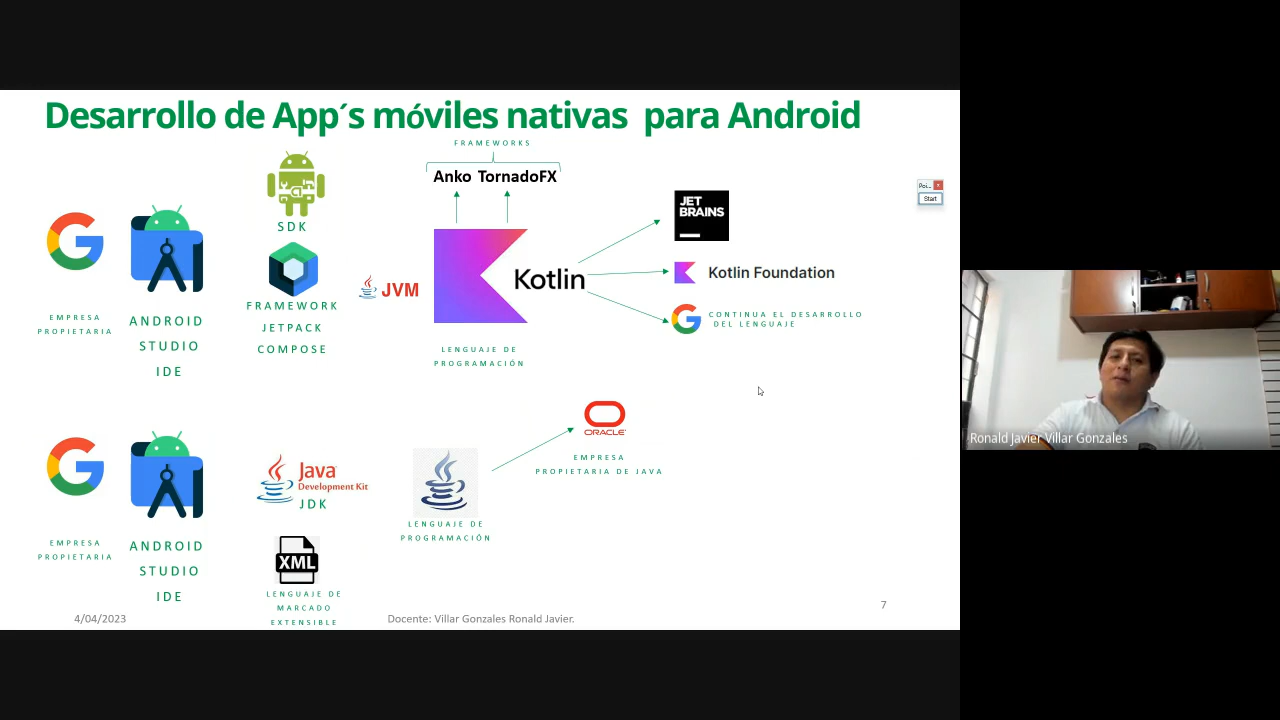 Desarrollo de App´s móviles nativas para Android
FRAMEWORKS
Anko TornadoFX
SDK
JET
BRAINS
Kotlin
Kotlin Foundation
JVM
FRAMEWORK
JETPACK
COMPOSE
EMPRESA
PROPIETARIA
ANDROID
STUDIO
IDE
CONTINUA EL DESARROLLO
DEL LENGUAJE
LENGUAJE DE
PROGRAMACIÓN
Poi...
Start
ORACLE
EMPRESA
PROPIETARIA DE JAVA
Java
Development Kit
JDK
LENGUAJE DE
PROGRAMACIÓN
EMPRESA
PROPIETARIA
ANDROID
STUDIO
IDE
XML
LENGUAJE DE
MARCADO
EXTENSIBLE
4/04/2023
Docente: Villar Gonzales Ronald Javier.
7
Ronald Javier Villar Gonzales